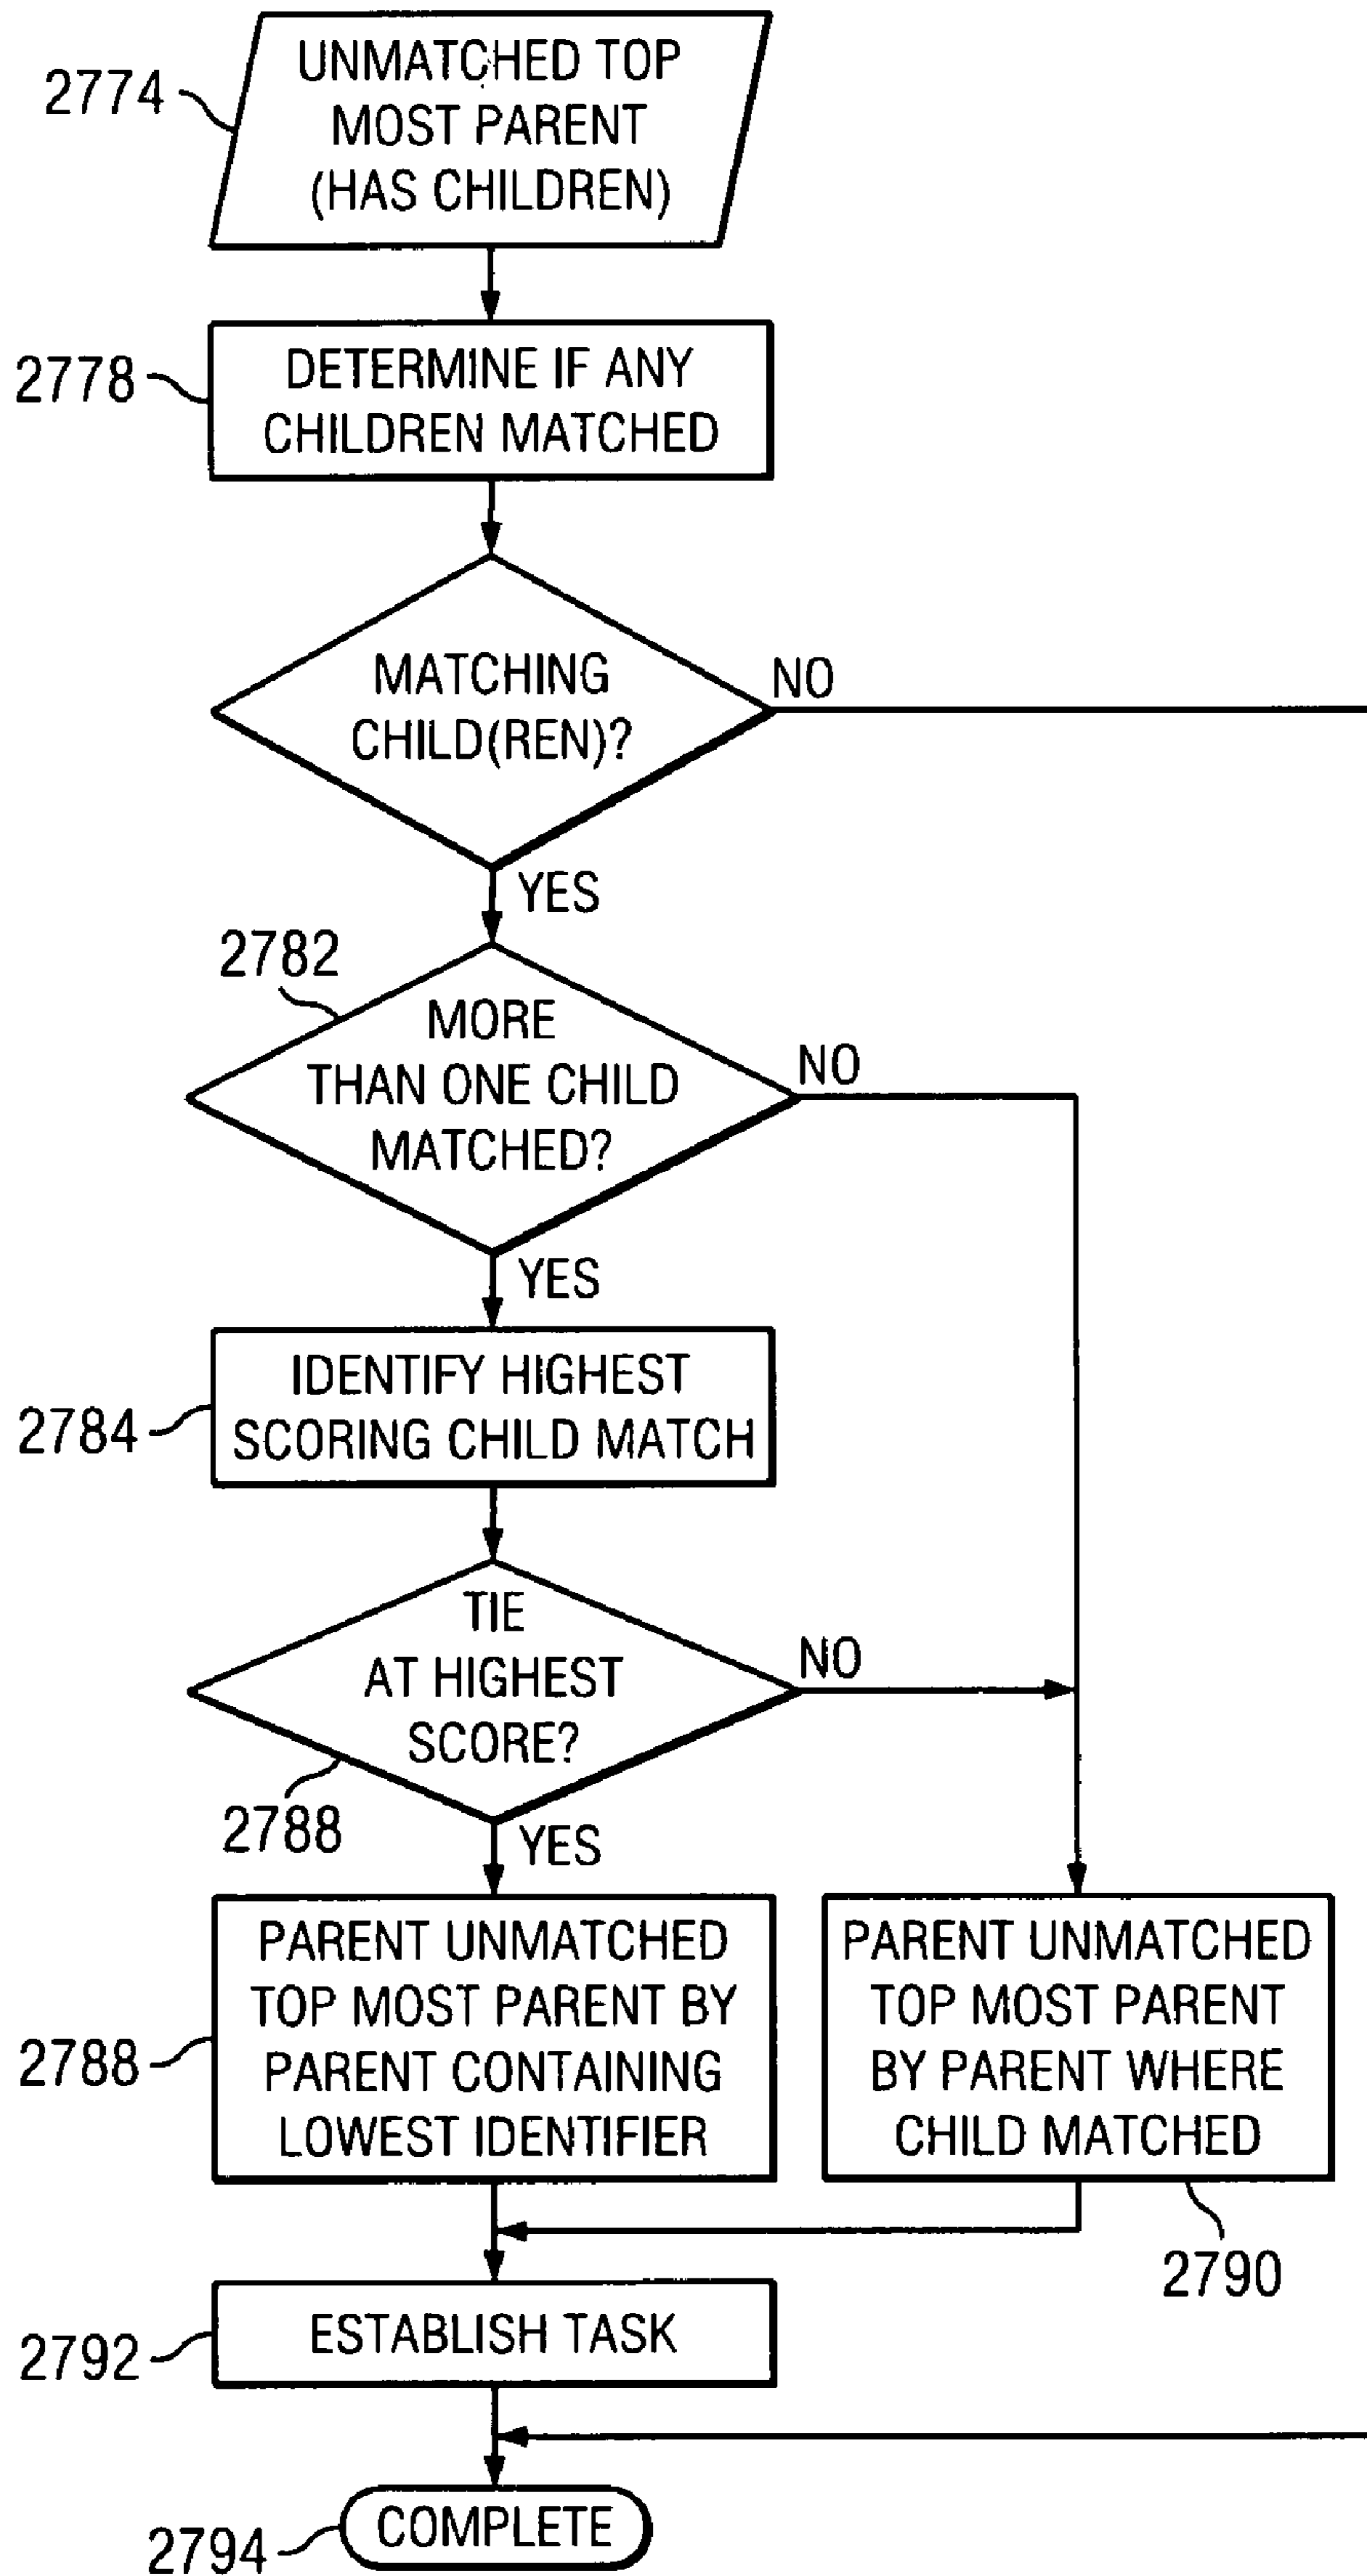 2774
UNMATCHED TOP
MOST PARENT
(HAS CHILDREN)
2778
DETERMINE IF ANY
CHILDREN MATCHED
MATCHING
CHILD(REN)?
NO
YES
2782
MORE
THAN ONE CHILD
MATCHED?
NO
YES
2784
IDENTIFY HIGHEST
SCORING CHILD MATCH
TIE
AT HIGHEST
SCORE?
NO
2788
YES
2788
PARENT UNMATCHED
TOP MOST PARENT BY
PARENT CONTAINING
LOWEST IDENTIFIER
PARENT UNMATCHED
TOP MOST PARENT
BY PARENT WHERE
CHILD MATCHED
2790
2792
ESTABLISH TASK
2794
COMPLETE